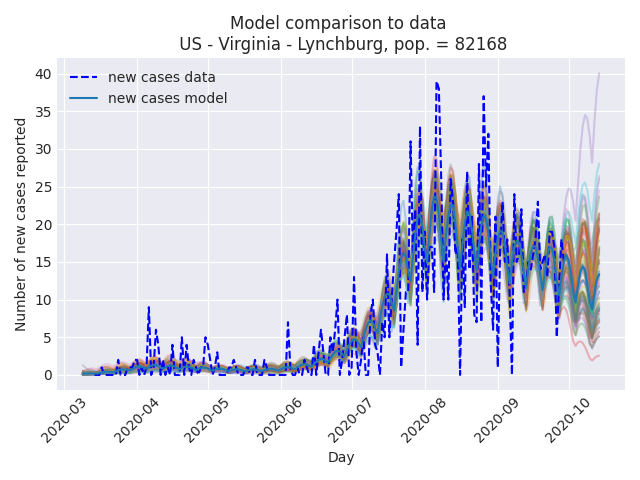 Model comparison to data
US - Virginia - Lynchburg, pop. = 82168
new cases data
new cases model
Number of new cases reported
40
35
30
25
20
15
10
5
0
2020-03
2020-04
2020-05
2020-06
2020-07
2020-08
2020-09
2020-10
Day